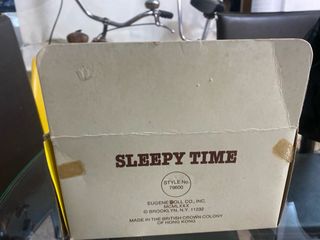 SLEEPY TIME
STYLE No.
79600
EUGENE DOLL CO., INC.
MCMLXXX
© BROOKLYN, N.Y. 11232
MADE IN THE BRITISH CROWN COLONY
OF HONG KONG